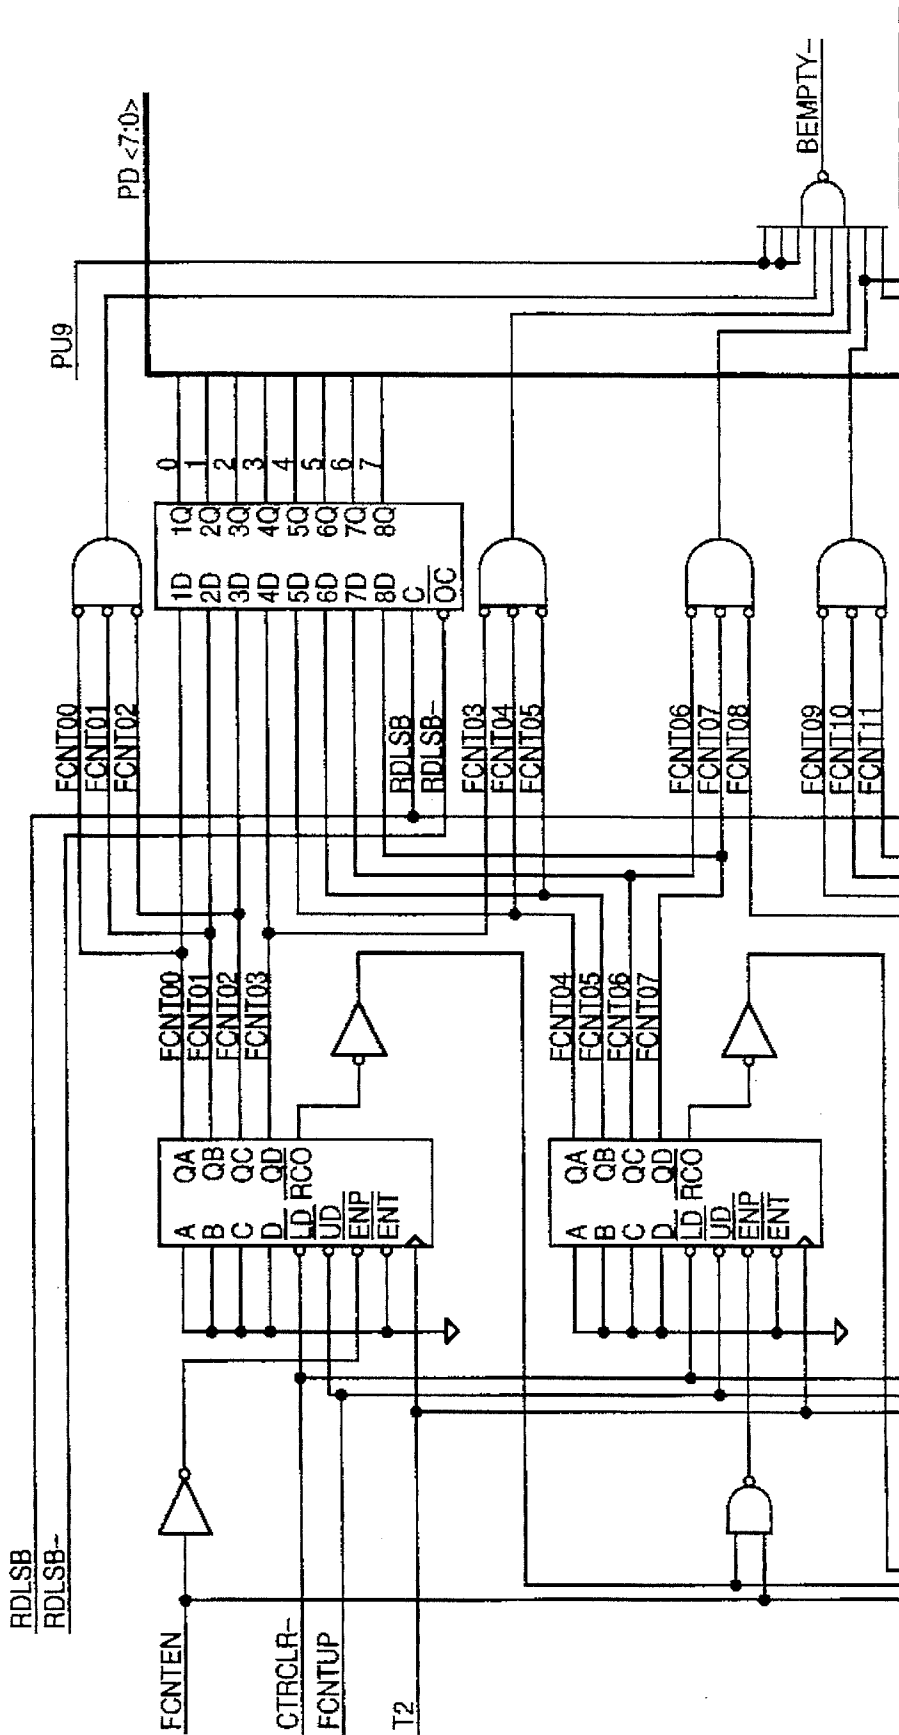 RDLSB
RDLSB-
FCNTEN
CTRCLR-
FCNTUP
T2
A QA
B QB
C QC
D QD
LD RCO
UD
ENP
ENT
FCNT00
FCNT01
FCNT02
FCNT03
A QA
B QB
C QC
D QD
LD RCO
UD
ENP
ENT
FCNT04
FCNT05
FCNT06
FCNT07
FCNT00
FCNT01
FCNT02
RDLSB
RDLSB-
FCNT03
FCNT04
FCNT05
FCNT06
FCNT07
FCNT08
FCNT09
FCNT10
FCNT11
1D 1Q 0
2D 2Q 1
3D 3Q 2
4D 4Q 3
5D 5Q 4
6D 6Q 5
7D 7Q 6
8D 8Q 7
C
OC
PU9
PD <7:0>
BEMPTY-